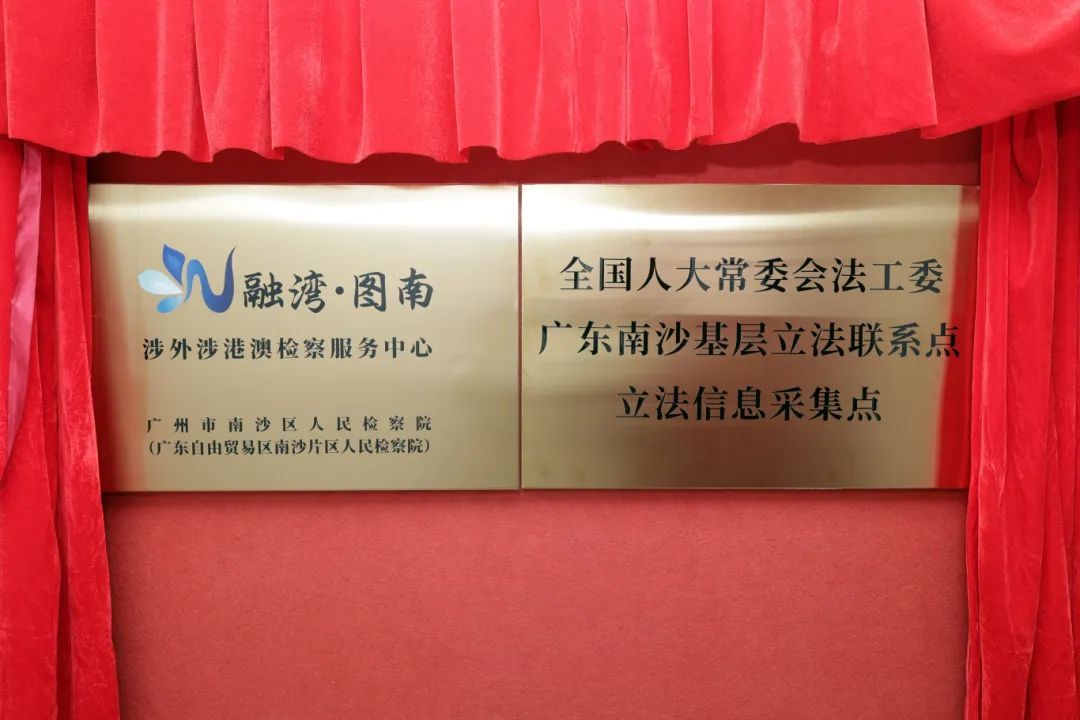 融湾·图南
涉外涉港澳检察服务中心
广州市南沙区人民检察院
(广东自由贸易区南沙片区人民检察院)
全国人大常委会法工委
广东南沙基层立法联系点
立法信息采集点